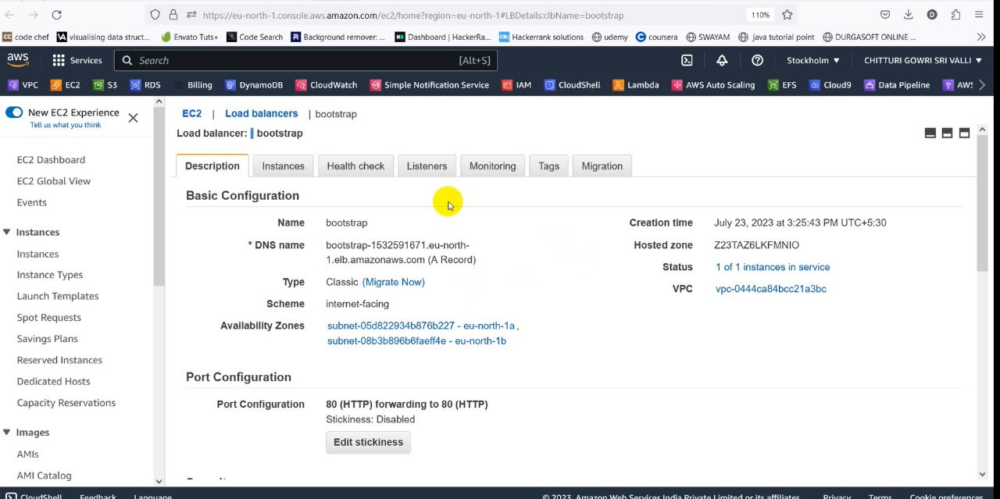 https://eu-north-1.console.aws.amazon.com/ec2/home?region=eu-north-1#LBDetails:clbName=bootstrap 110%
CC code chef VA visualising data struct... Envato Tuts+ Code Search R Background remover: ... Dashboard | HackerRa... Hackerrank solutions udemy coursera SWAYAM java tutorial point DURGASOFT ONLINE ...
aws Services Search [Alt+S] Stockholm CHITTURI GOWRI SRI VALLI
VPC EC2 S3 RDS Billing DynamoDB CloudWatch Simple Notification Service IAM CloudShell Lambda AWS Auto Scaling EFS Cloud9 Data Pipeline AWS
New EC2 Experience
Tell us what you think
EC2 Dashboard
EC2 Global View
Events
Instances
Instances
Instance Types
Launch Templates
Spot Requests
Savings Plans
Reserved Instances
Dedicated Hosts
Capacity Reservations
Images
AMIs
AMI Catalog
EC2 | Load balancers | bootstrap
Load balancer: bootstrap
Description Instances Health check Listeners Monitoring Tags Migration
Basic Configuration
Name bootstrap
* DNS name bootstrap-1532591671.eu-north-
1.elb.amazonaws.com (A Record)
Type Classic (Migrate Now)
Scheme internet-facing
Availability Zones subnet-05d822934b876b227 - eu-north-1a,
subnet-08b3b896b6faeff4e - eu-north-1b
Creation time July 23, 2023 at 3:25:43 PM UTC+5:30
Hosted zone Z23TAZ6LKFMNIO
Status 1 of 1 instances in service
VPC vpc-0444ca84bcc21a3bc
Port Configuration
Port Configuration 80 (HTTP) forwarding to 80 (HTTP)
Stickiness: Disabled
Edit stickiness
CloudShell Feedback Language © 2023, Amazon Web Services India Private Limited or its affiliates. Privacy Terms Cookie preferences